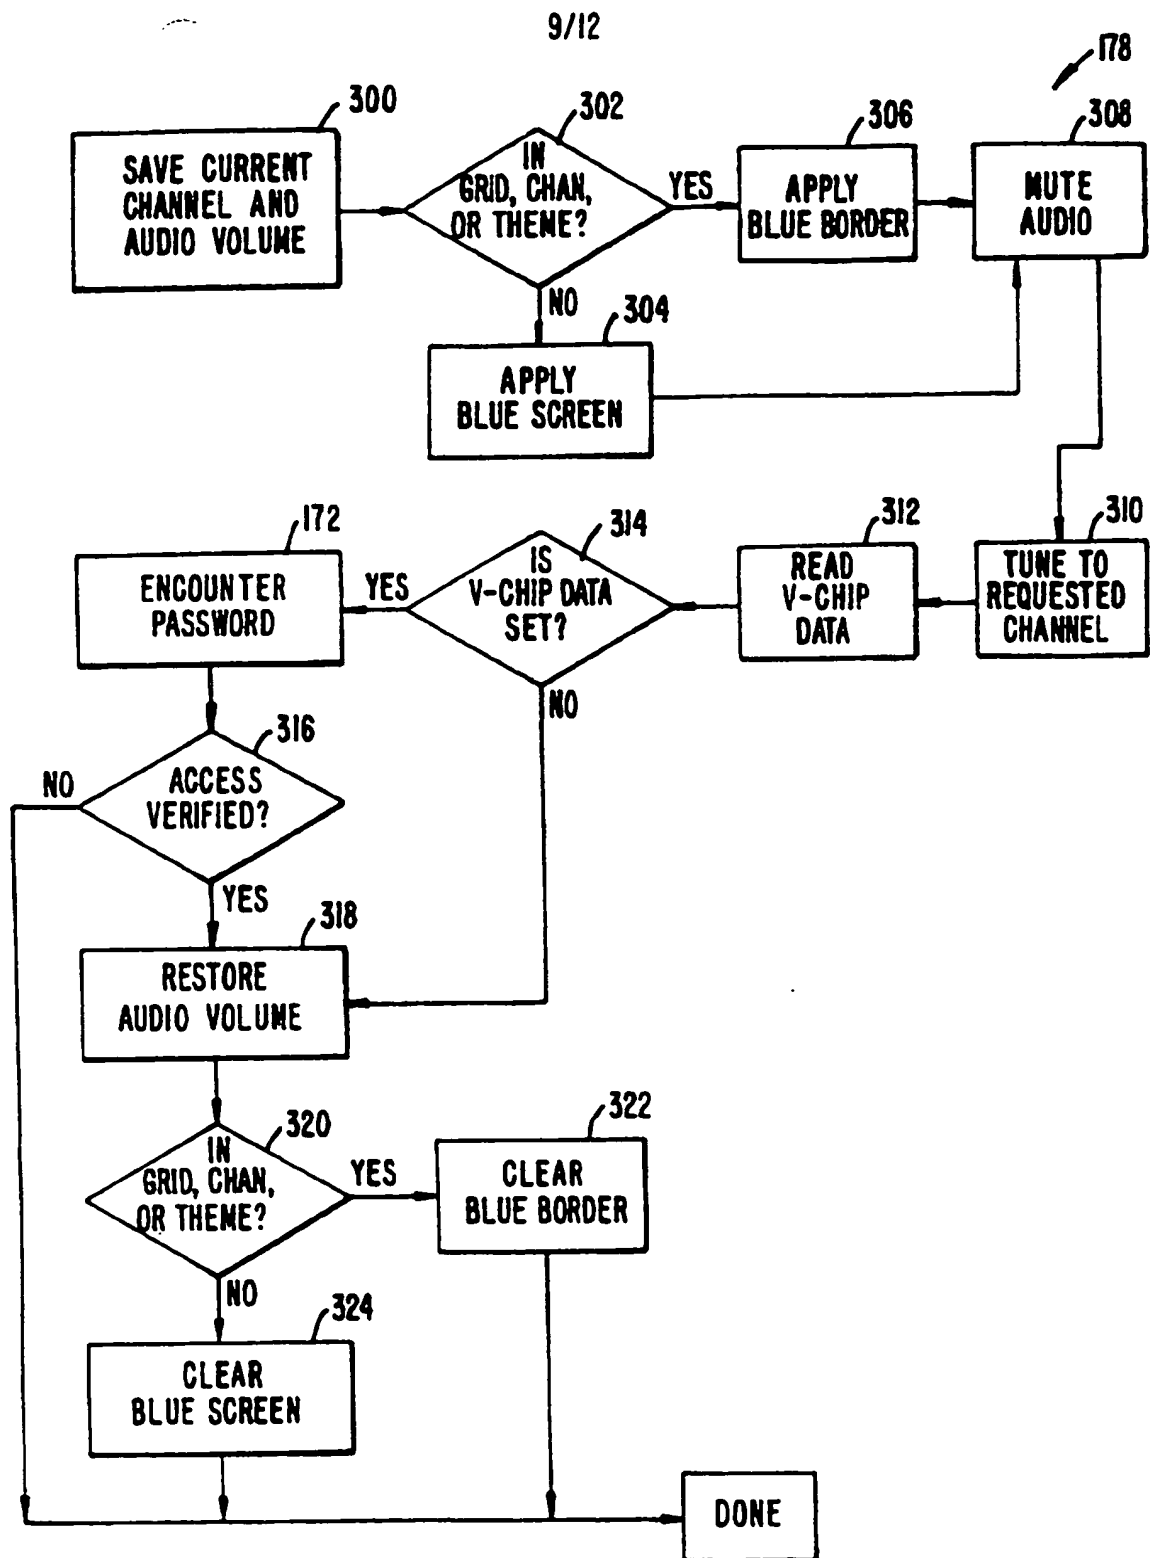 9/12
178
300
SAVE CURRENT
CHANNEL AND
AUDIO VOLUME
302
IN
GRID, CHAN,
OR THEME?
YES
306
APPLY
BLUE BORDER
308
MUTE
AUDIO
NO
304
APPLY
BLUE SCREEN
172
ENCOUNTER
PASSWORD
YES
314
IS
V-CHIP DATA
SET?
312
READ
V-CHIP
DATA
310
TUNE TO
REQUESTED
CHANNEL
NO
316
NO
ACCESS
VERIFIED?
YES
318
RESTORE
AUDIO VOLUME
320
IN
GRID, CHAN,
OR THEME?
YES
322
CLEAR
BLUE BORDER
NO
324
CLEAR
BLUE SCREEN
DONE